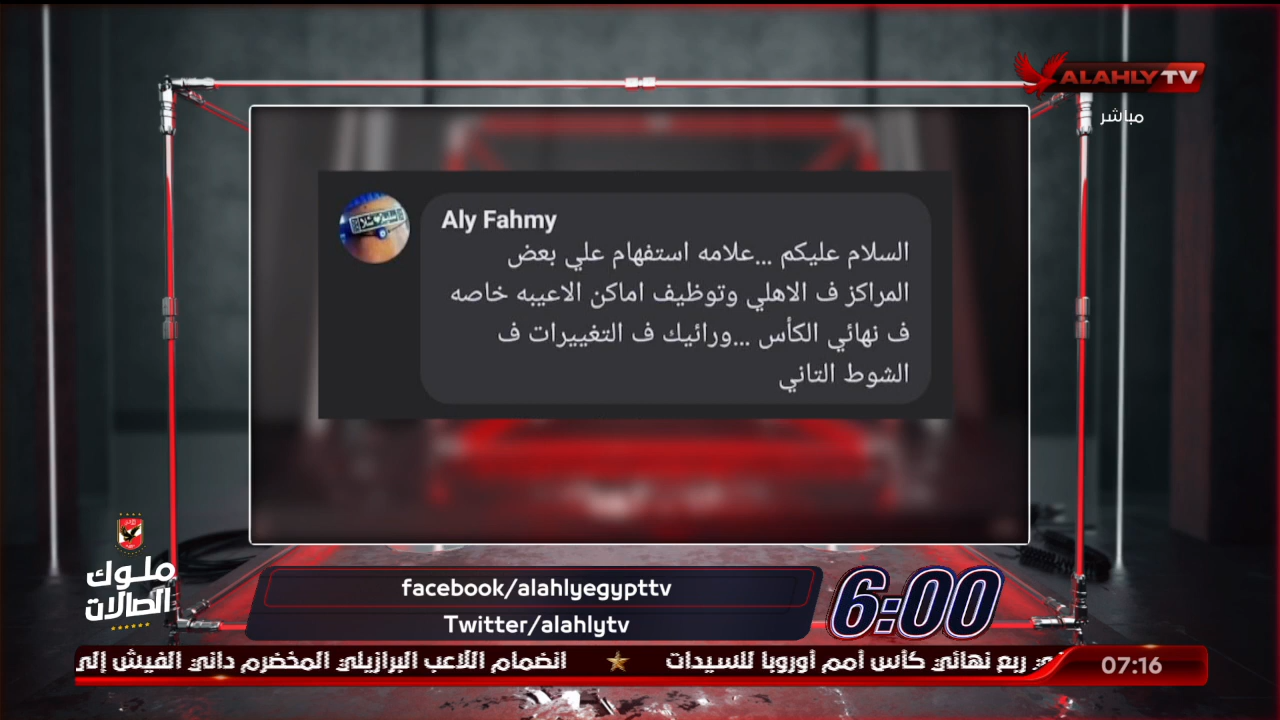 ALAHLY TV
مباشر
Aly Fahmy
السلام عليكم ...علامه استفهام علي بعض
المراكز ف الاهلي وتوظيف اماكن الاعيبه خاصه
ف نهائي الكأس ...ورائيك ف التغييرات ف
الشوط التاني
ملوك
الصالات
facebook/alahlyegypttv
Twitter/alahlytv
6:00
ربع نهائي كأس أمم أوروبا للسيدات ★ انضمام اللاعب البرازيلي المخضرم داني الفيش إلى
07:16